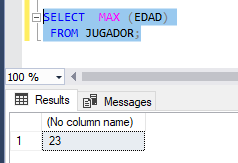 SELECT MAX (EDAD)
FROM JUGADOR;
100 %
Results Messages
(No column name)
1 23